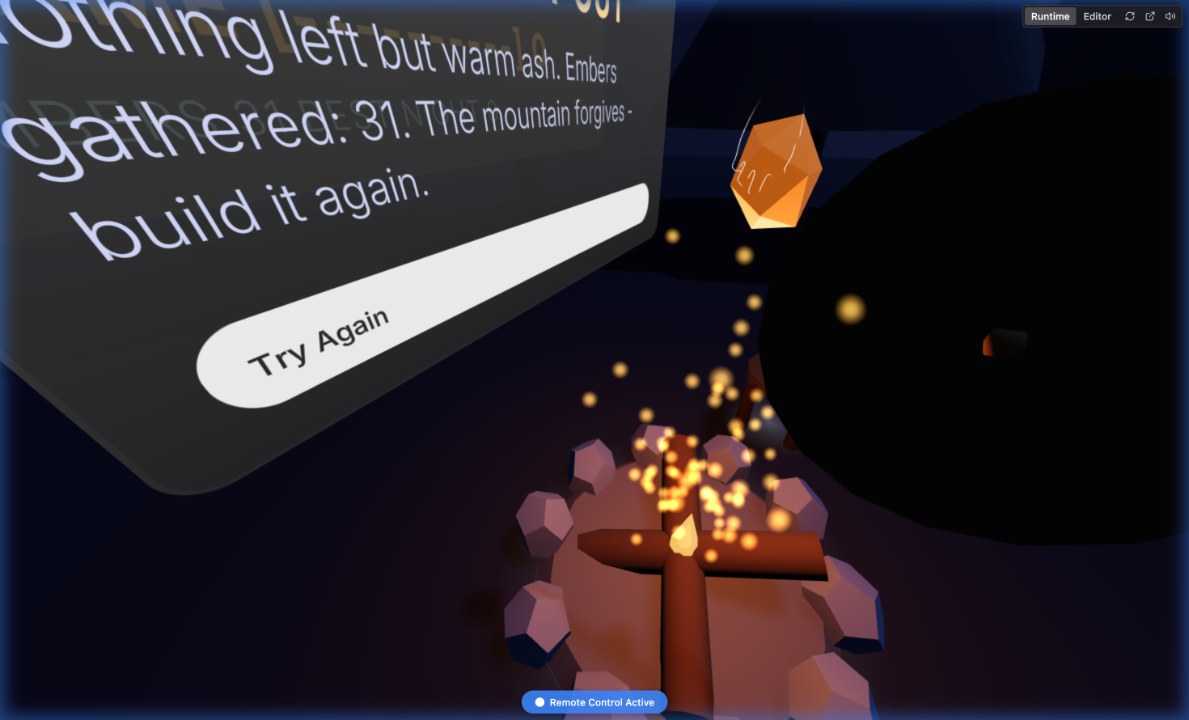 Runtime Editor
othing left but warm ash. Embers
gathered: 31. The mountain forgives -
build it again.
Try Again
Remote Control Active